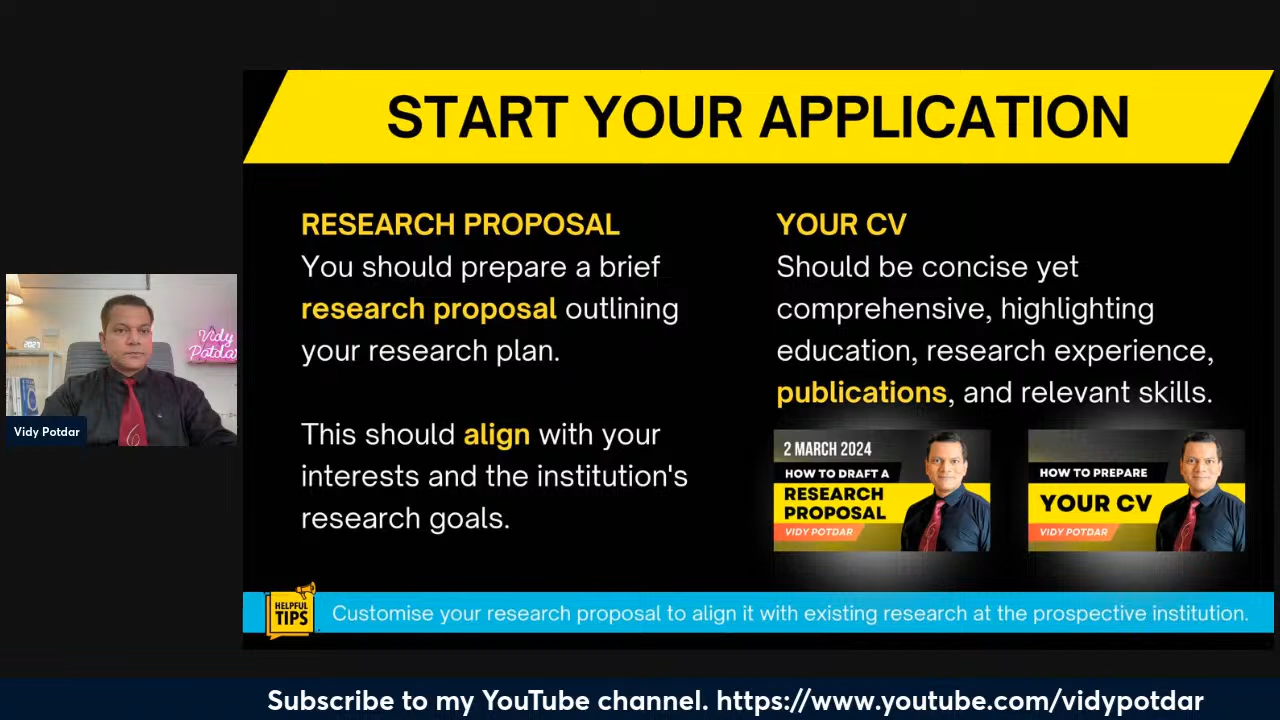 START YOUR APPLICATION
RESEARCH PROPOSAL
You should prepare a brief
research proposal outlining
your research plan.
This should align with your
interests and the institution's
research goals.
YOUR CV
Should be concise yet
comprehensive, highlighting
education, research experience,
publications, and relevant skills.
2 MARCH 2024
HOW TO DRAFT A
RESEARCH
PROPOSAL
VIDY POTDAR
HOW TO PREPARE
YOUR CV
VIDY POTDAR
Vidy
Potdar
Vidy Potdar
HELPFUL
TIPS
Customise your research proposal to align it with existing research at the prospective institution.
Subscribe to my YouTube channel. https://www.youtube.com/vidypotdar